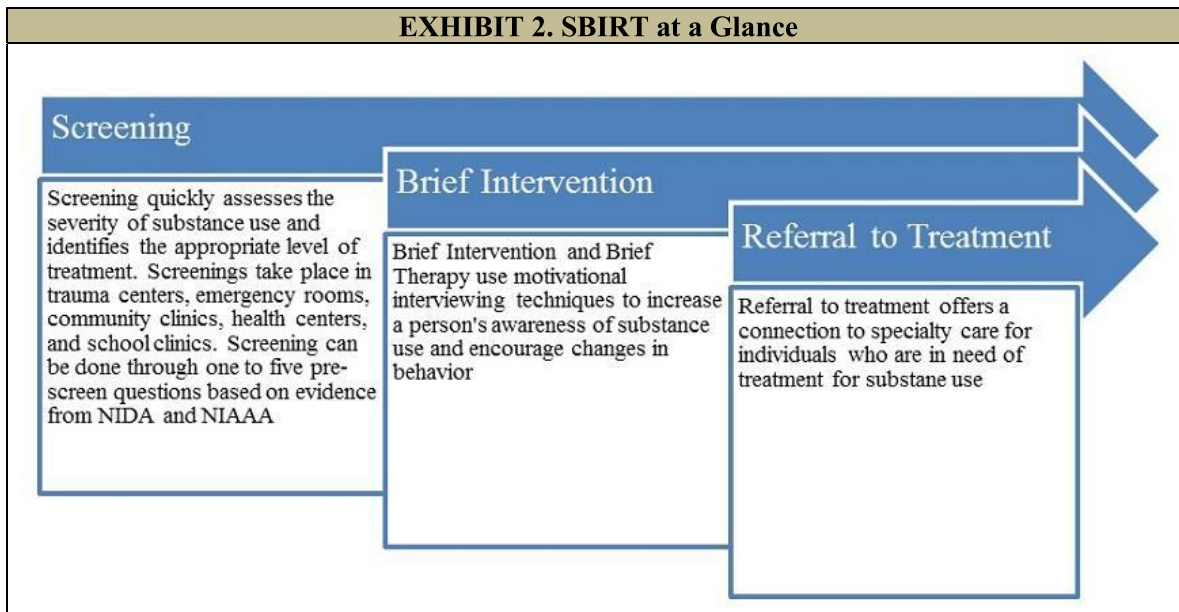 EXHIBIT 2. SBIRT at a Glance
Screening
Screening quickly assesses the
severity of substance use and
identifies the appropriate level of
treatment. Screenings take place in
trauma centers, emergency rooms,
community clinics, health centers,
and school clinics. Screening can
be done through one to five pre-
screen questions based on evidence
from NIDA and NIAAA
Brief Intervention
Brief Intervention and Brief
Therapy use motivational
interviewing techniques to increase
a person's awareness of substance
use and encourage changes in
behavior
Referral to Treatment
Referral to treatment offers a
connection to specialty care for
individuals who are in need of
treatment for substane use